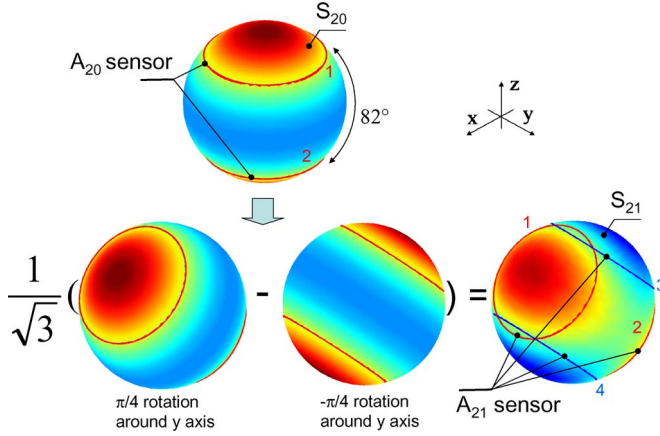 S20
A20 sensor
1
82°
2
z
x
y
S21
1
1
√3
(
-
)
=
3
2
4
A21 sensor
π/4 rotation
around y axis
-π/4 rotation
around y axis